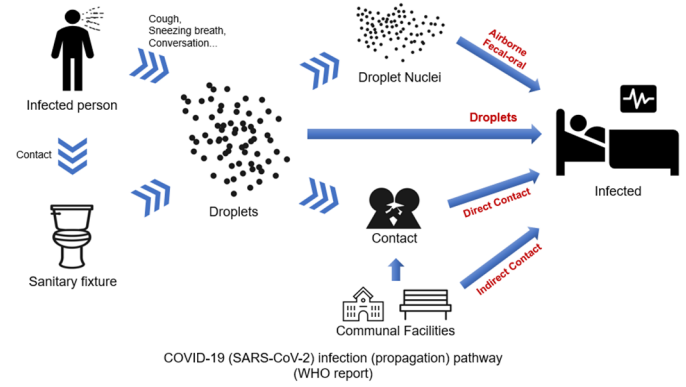 Cough,
Sneezing breath,
Conversation...
Infected person
Contact
Sanitary fixture
Droplets
Droplet Nuclei
Airborne
Fecal-oral
Droplets
Direct Contact
Indirect Contact
Contact
Communal Facilities
Infected
COVID-19 (SARS-CoV-2) infection (propagation) pathway
(WHO report)